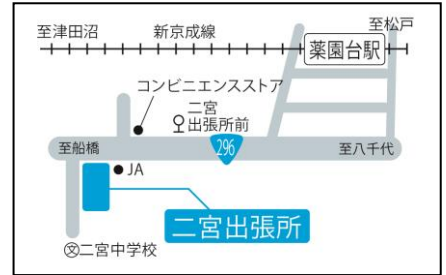 至津田沼
新京成線
至松戸
薬園台駅
コンビニエンスストア
二宮
出張所前
296
至船橋
至八千代
JA
二宮出張所
文二宮中学校